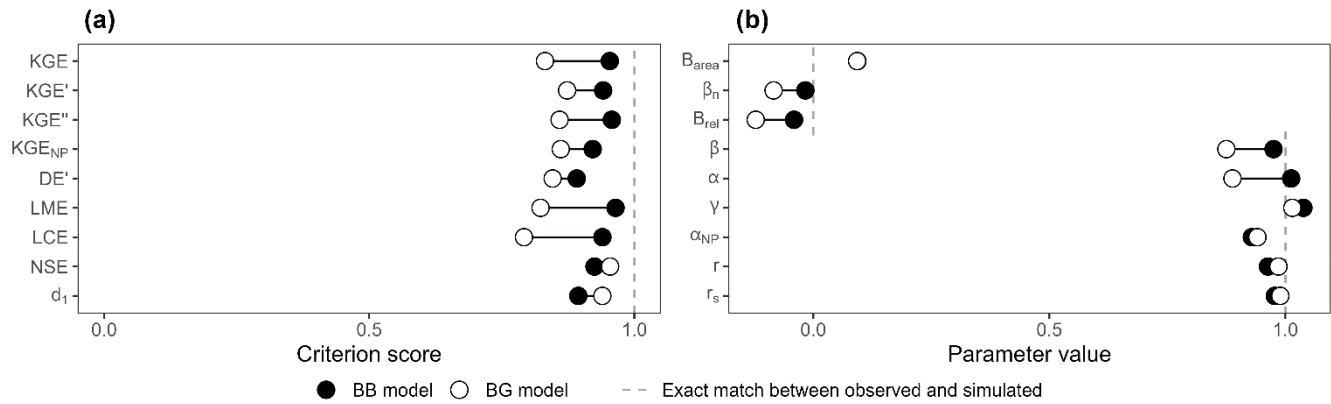 (a)
KGE
KGE'
KGE''
KGE_NP
DE'
LME
LCE
NSE
d₁
0.0 0.5 1.0
Criterion score
(b)
B_area
β_n
B_rel
β
α
γ
α_NP
r
r_s
0.0 0.5 1.0
Parameter value
BB model BG model Exact match between observed and simulated